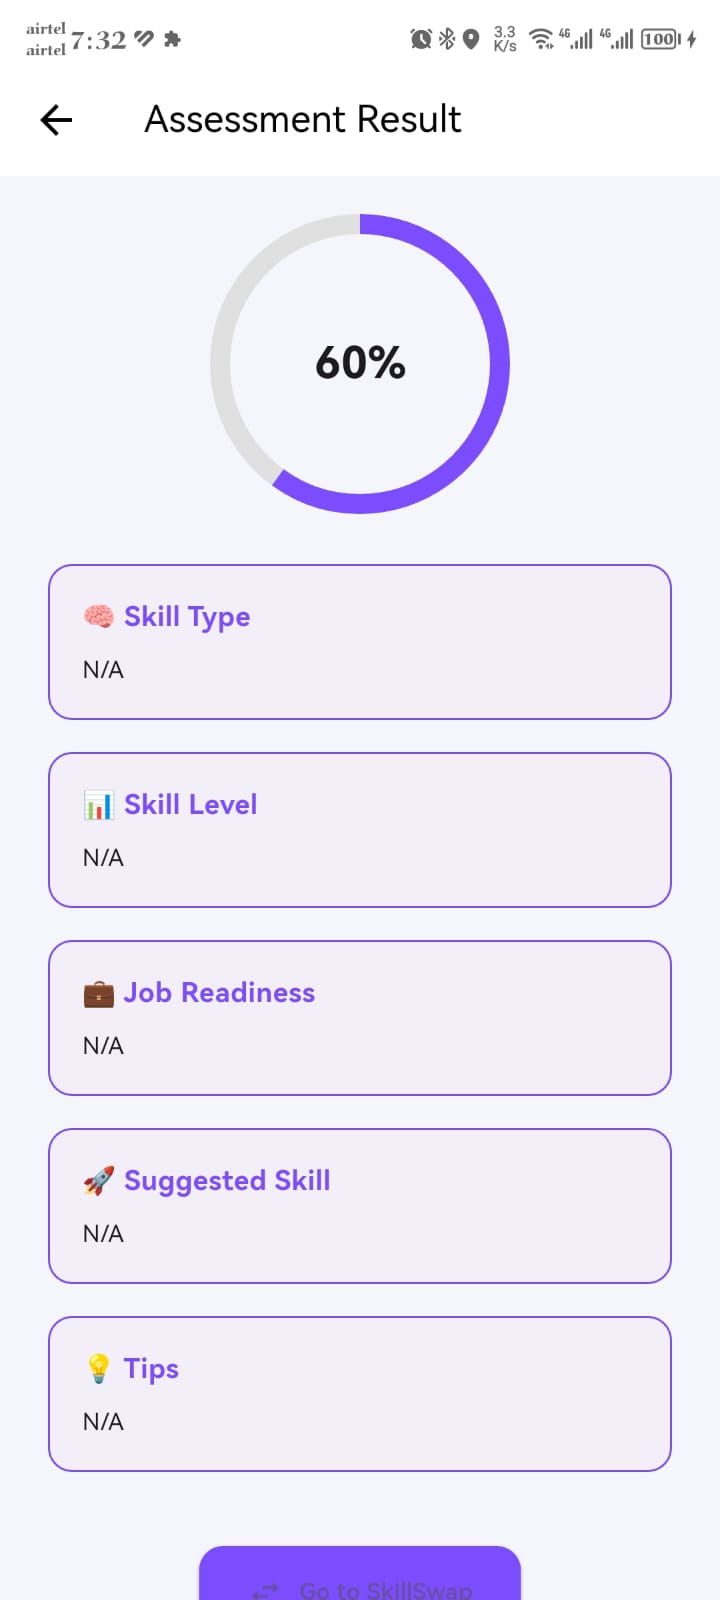 airtel
airtel
7:32
3.3
K/s
4G
4G
100
Assessment Result
60%
Skill Type
N/A
Skill Level
N/A
Job Readiness
N/A
Suggested Skill
N/A
Tips
N/A
Go to SkillSwap